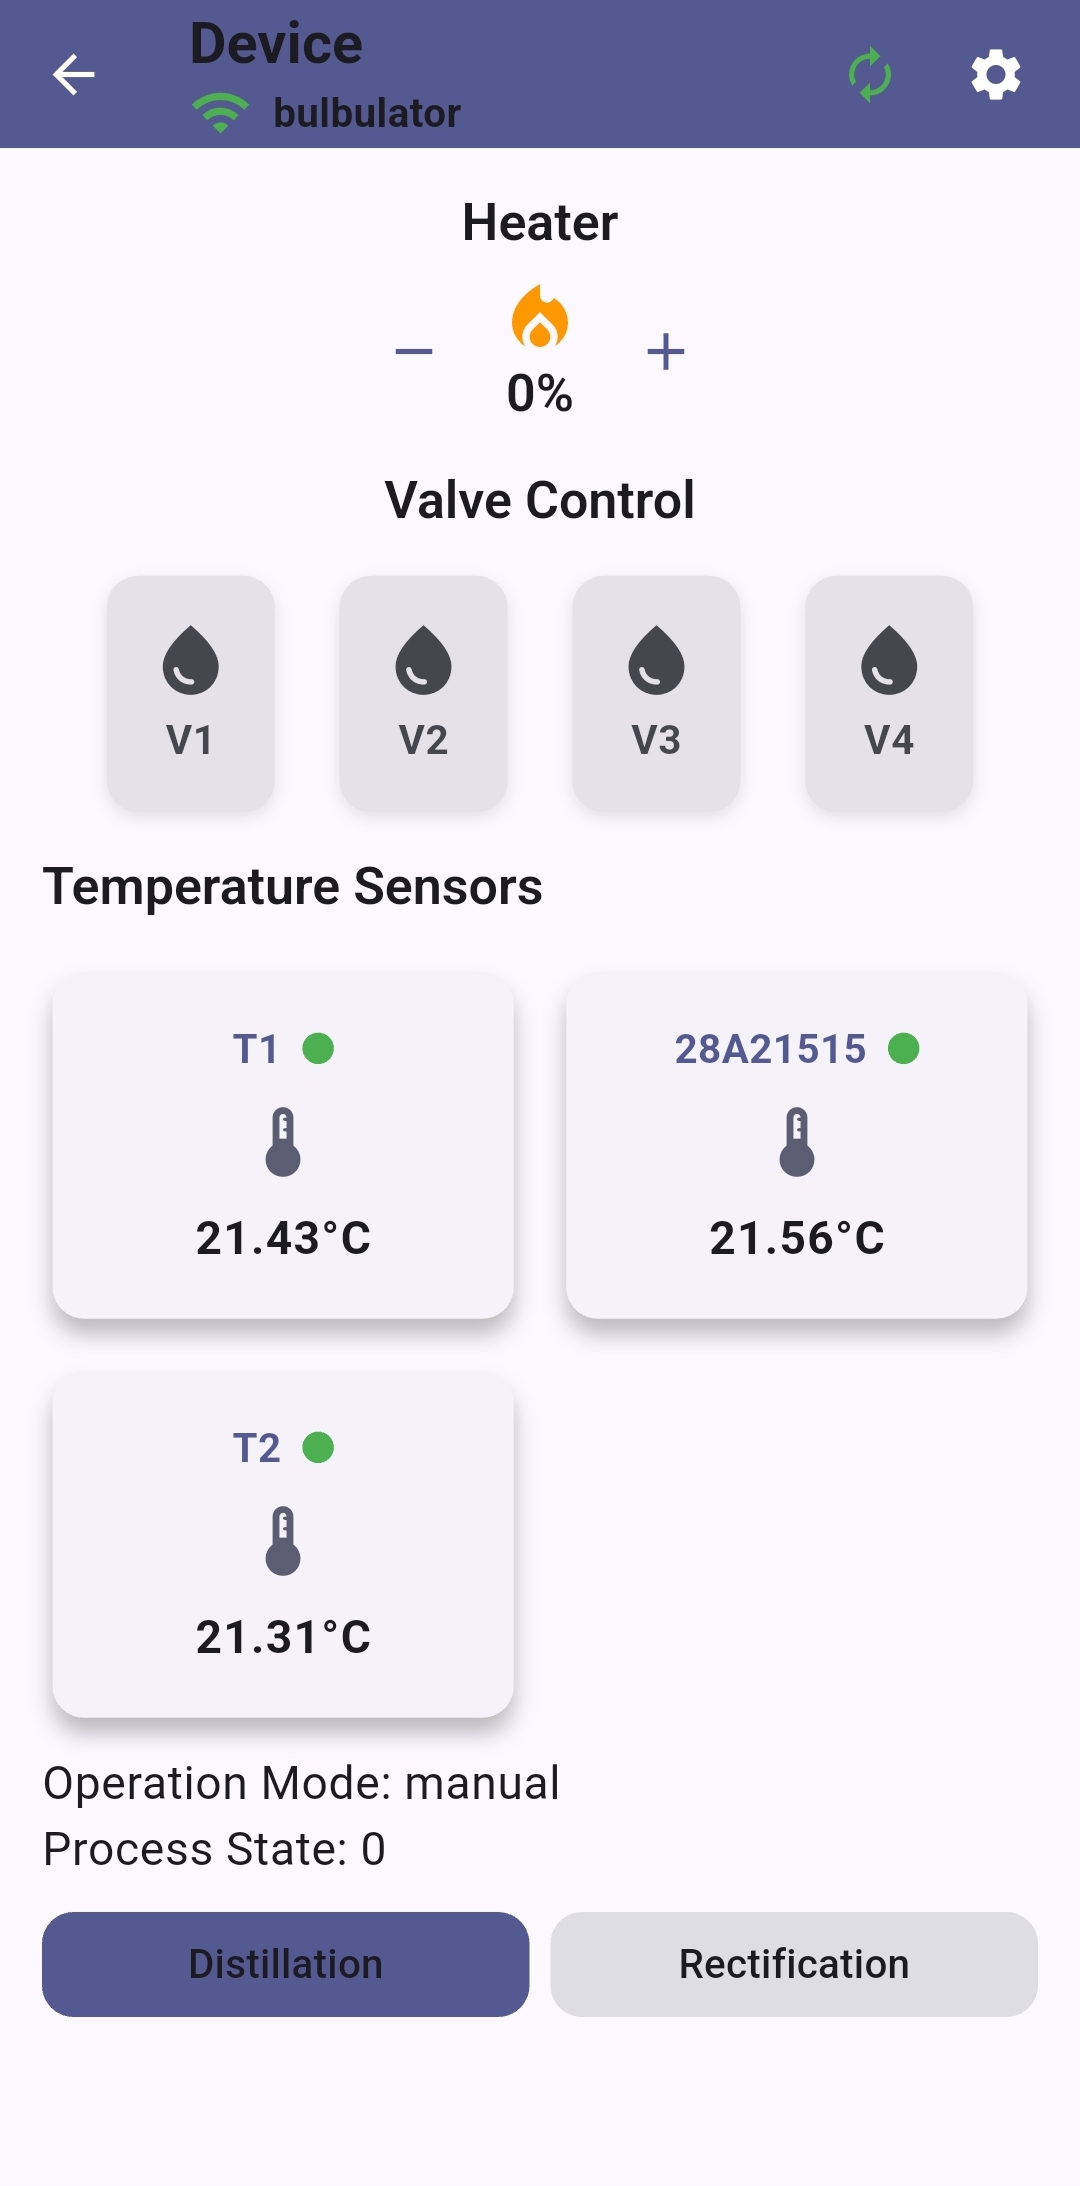 Device
bulbulator
Heater
0%
Valve Control
V1 V2 V3 V4
Temperature Sensors
T1 28A21515
21.43°C 21.56°C
T2
21.31°C
Operation Mode: manual
Process State: 0
Distillation Rectification